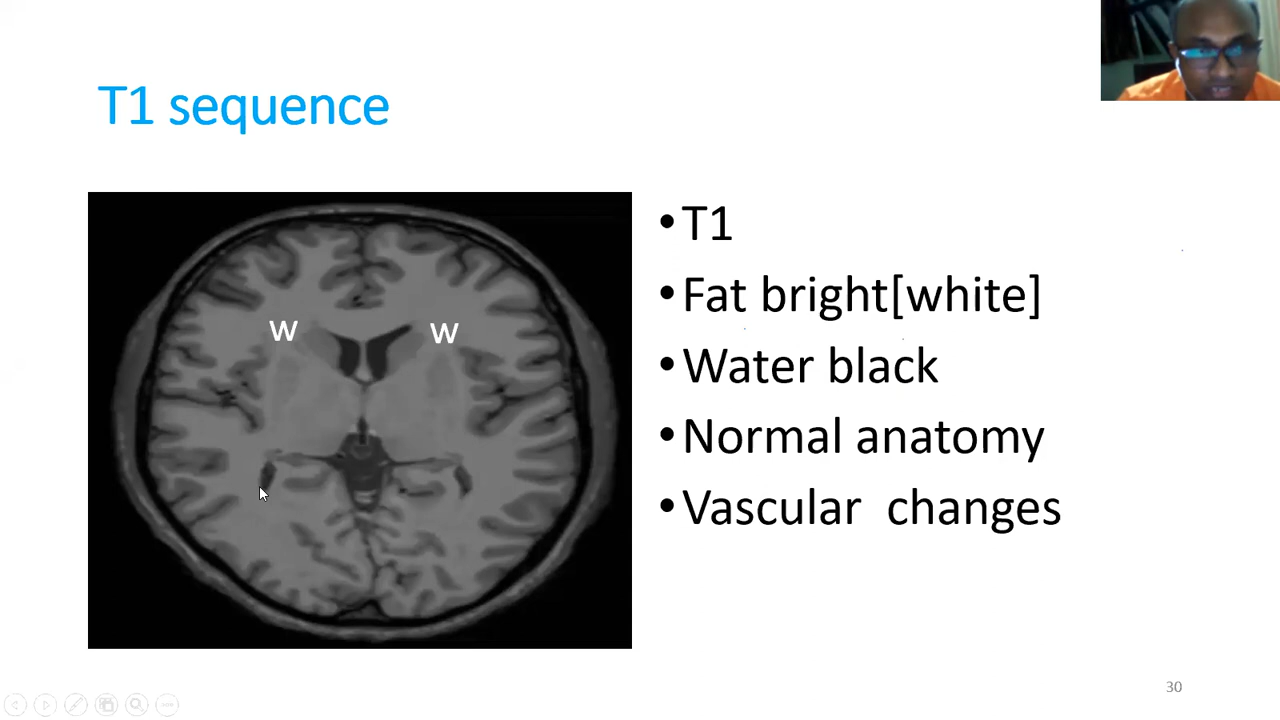 T1 sequence
W W
•T1
•Fat bright[white]
•Water black
•Normal anatomy
•Vascular  changes
30